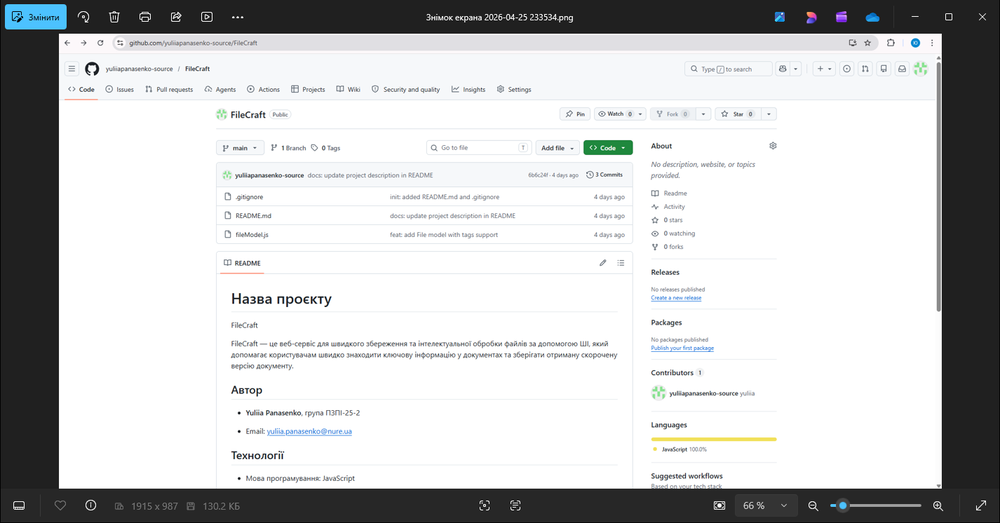 Змінити
Знімок екрана 2026-04-25 233534.png
github.com/yuliiapanasenko-source/FileCraft
yuliiapanasenko-source / FileCraft
Type / to search
Code Issues Pull requests Agents Actions Projects Wiki Security and quality Insights Settings
FileCraft Public
Pin Watch 0 Fork 0 Star 0
main 1 Branch 0 Tags Go to file T Add file Code
yuliiapanasenko-source docs: update project description in README 6b6c24f · 4 days ago 3 Commits
.gitignore init: added README.md and .gitignore 4 days ago
README.md docs: update project description in README 4 days ago
fileModel.js feat: add File model with tags support 4 days ago
README
Назва проєкту
FileCraft
FileCraft — це веб-сервіс для швидкого збереження та інтелектуальної обробки файлів за допомогою ШІ, який
допомагає користувачам швидко знаходити ключову інформацію у документах та зберігати отриману скорочену
версію документу.
Автор
Yuliia Panasenko, група ПЗПІ-25-2
Email: yuliia.panasenko@nure.ua
Технології
Мова програмування: JavaScript
About
No description, website, or topics
provided.
Readme
Activity
0 stars
0 watching
0 forks
Releases
No releases published
Create a new release
Packages
No packages published
Publish your first package
Contributors 1
yuliiapanasenko-source yuliia
Languages
JavaScript 100.0%
Suggested workflows
Based on your tech stack
1915 x 987 130.2 КБ
66 %